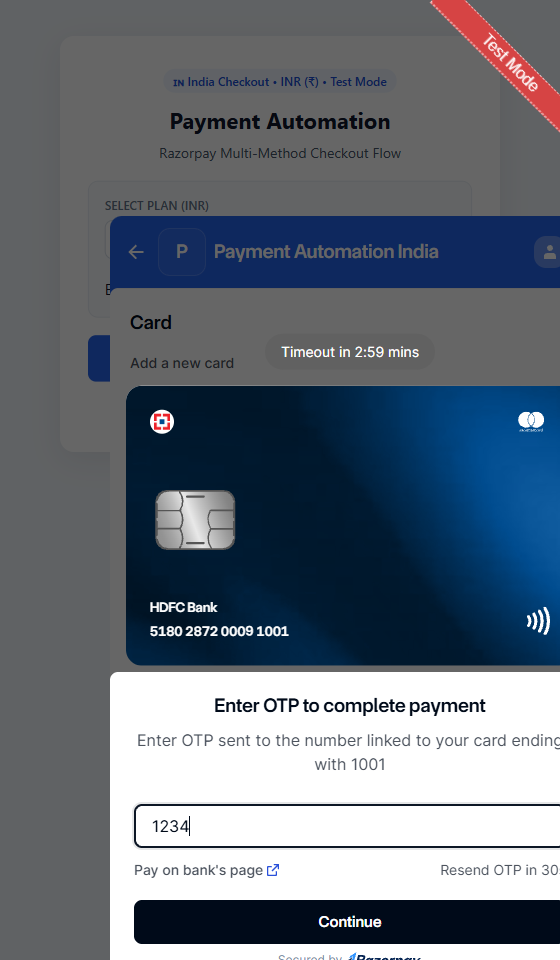 Test Mode
IN India Checkout • INR (₹) • Test Mode
Payment Automation
Razorpay Multi-Method Checkout Flow
SELECT PLAN (INR)
P Payment Automation India
Card
Add a new card
Timeout in 2:59 mins
HDFC Bank
5180 2872 0009 1001
Enter OTP to complete payment
Enter OTP sent to the number linked to your card ending
with 1001
1234
Pay on bank's page
Resend OTP in 30
Continue
Secured by Razorpay